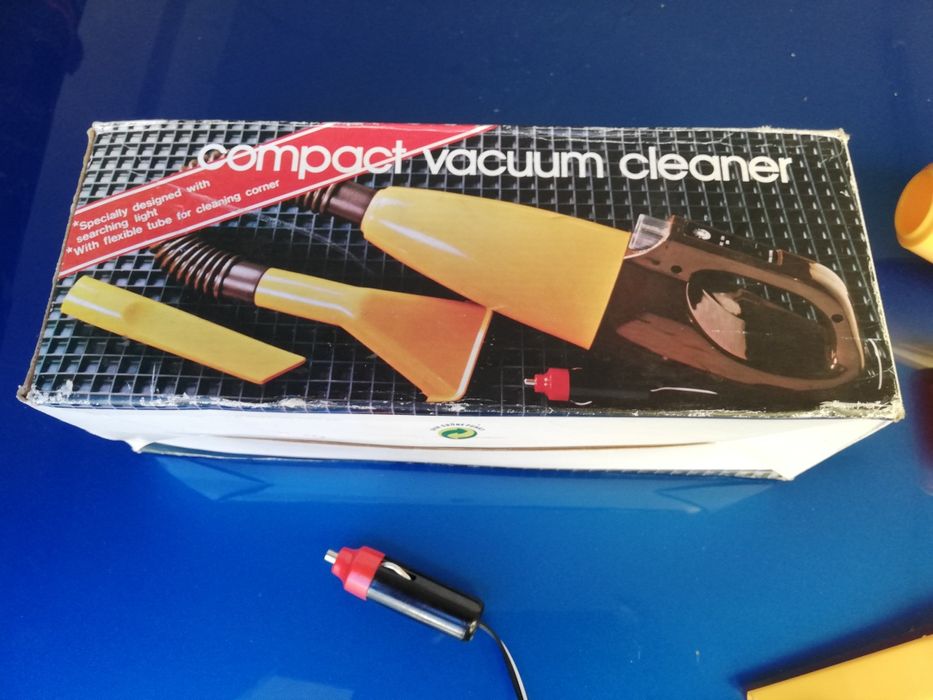 compact vacuum cleaner
*Specially designed with
searching light
*With flexible tube for cleaning corner